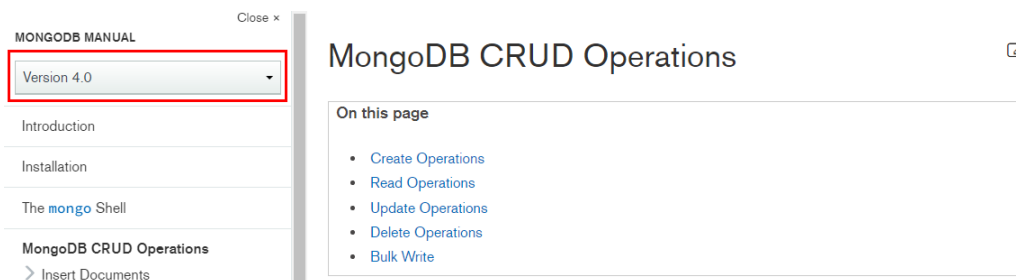 Close ×
MONGODB MANUAL
Version 4.0
Introduction
Installation
The mongo Shell
MongoDB CRUD Operations
Insert Documents
MongoDB CRUD Operations
On this page
• Create Operations
• Read Operations
• Update Operations
• Delete Operations
• Bulk Write